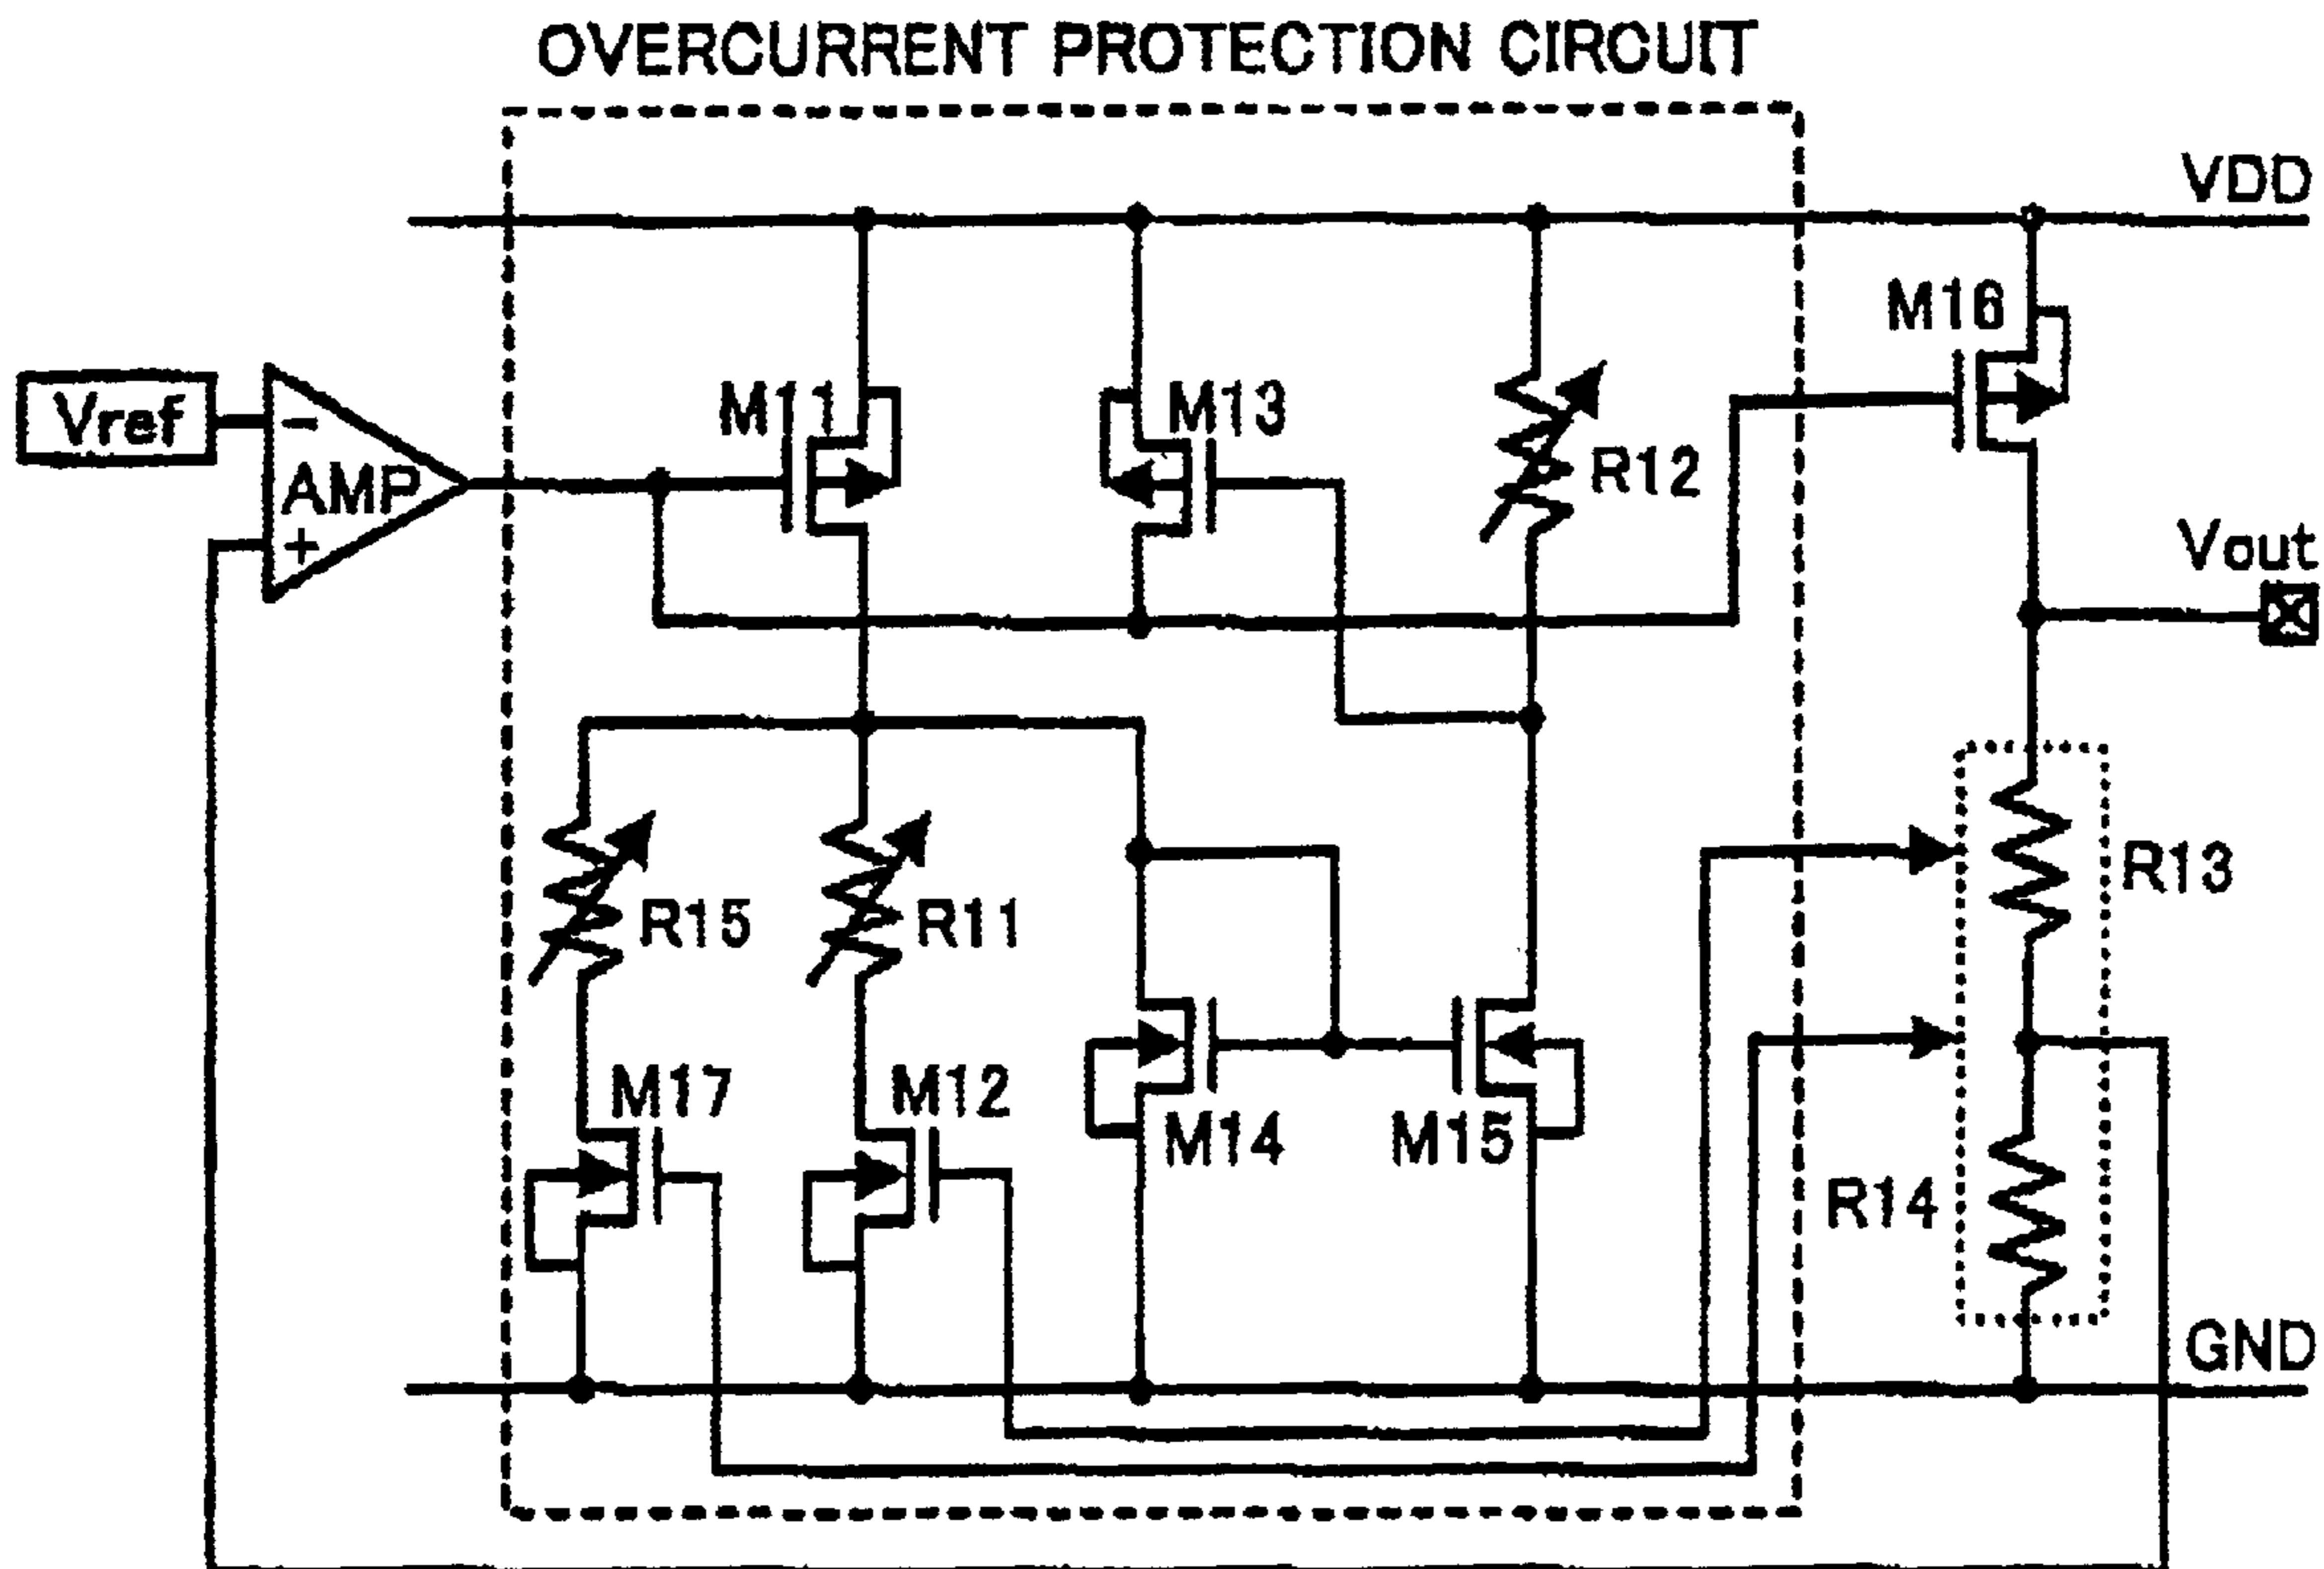 OVERCURRENT PROTECTION CIRCUIT
VDD
M16
Vref
M11
M13
AMP
R12
Vout
R13
R15
R11
M17
M12
M14
M15
R14
GND